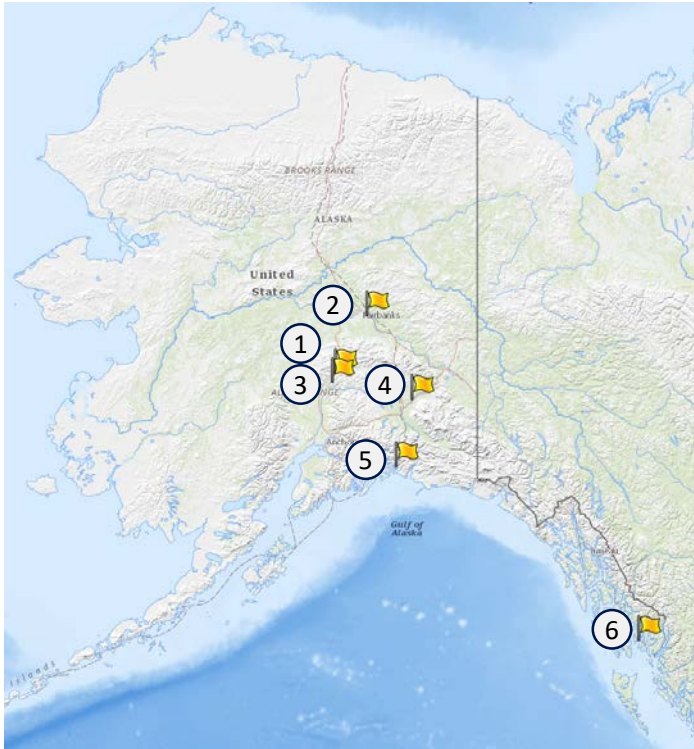 BROOKS RANGE
ALASKA
United
States
2
Fairbanks
1
3
4
5
Gulf of
Alaska
6
islands